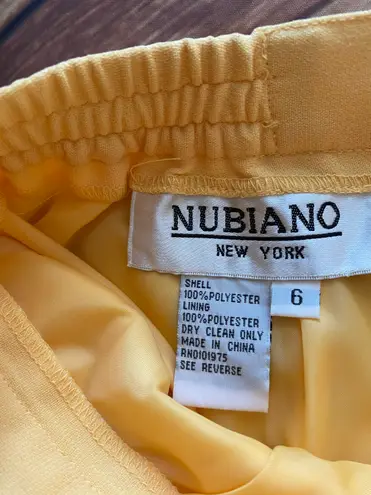 NUBIANO
NEW YORK
SHELL
100%POLYESTER
LINING
100%POLYESTER
DRY CLEAN ONLY
MADE IN CHINA
RN0101975
SEE REVERSE
6